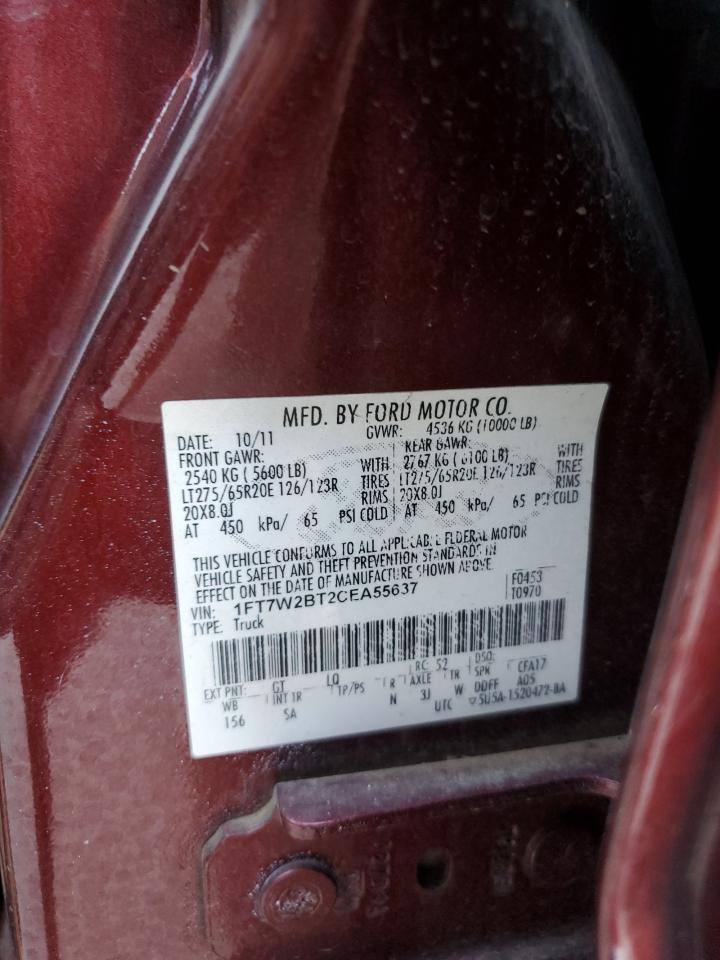 MFD. BY FORD MOTOR CO.
DATE: 10/11 GVWR: 4536 KG (10000 LB)
FRONT GAWR: REAR GAWR:
2540 KG ( 5600 LB) WITH 2767 KG ( 6100 LB) WITH
LT275/65R20E 126/123R TIRES LT275/65R20E 126/123R TIRES
20X8.0J RIMS 20X8.0J RIMS
AT 450 kPa/ 65 PSI COLD AT 450 kPa/ 65 PSI COLD
THIS VEHICLE CONFORMS TO ALL APPLICABLE FEDERAL MOTOR
VEHICLE SAFETY AND THEFT PREVENTION STANDARDS IN
EFFECT ON THE DATE OF MANUFACTURE SHOWN ABOVE.
VIN: 1FT7W2BT2CEA55637 F0453
TYPE: Truck T0970
RC: 52 DSO:
EXT PNT: GT LQ CFA17
WB INT TR TP/PS R AXLE TR SPR A05
156 SA N 3J W DDFF
UTC